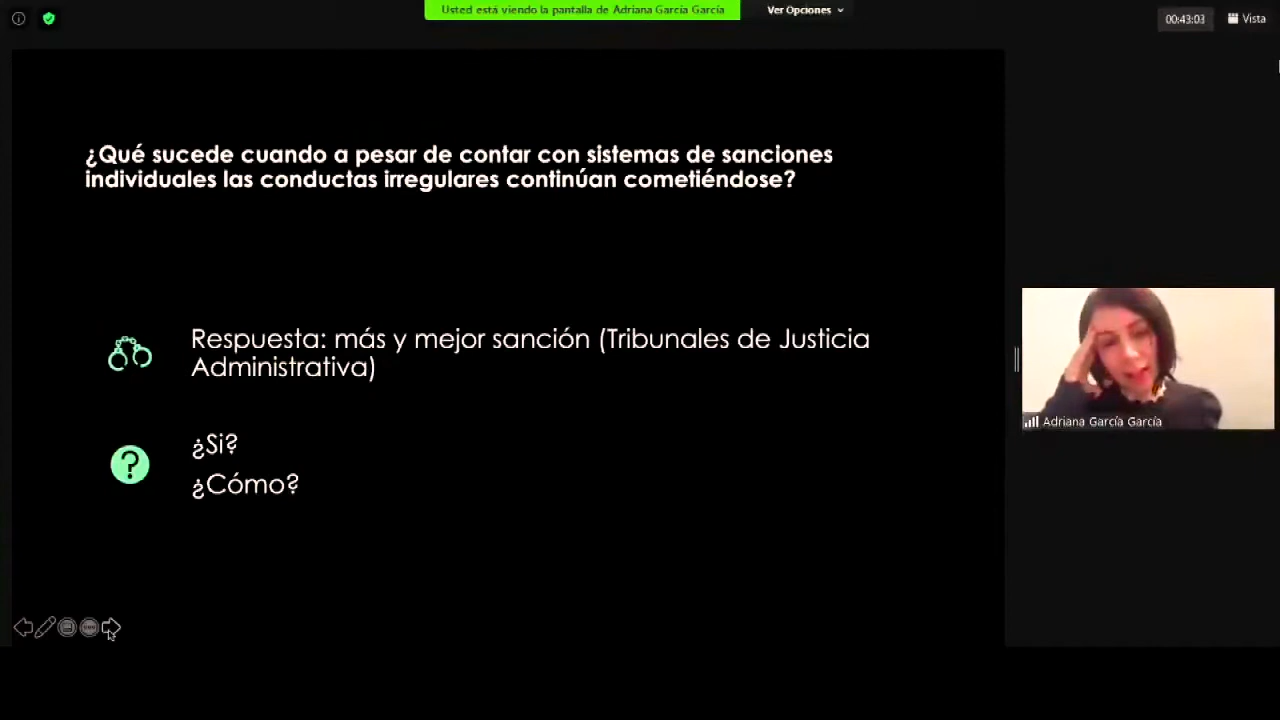 Usted está viendo la pantalla de Adriana García García
Ver Opciones
00:43:03
Vista
¿Qué sucede cuando a pesar de contar con sistemas de sanciones
individuales las conductas irregulares continúan cometiéndose?
Respuesta: más y mejor sanción (Tribunales de Justicia
Administrativa)
?
¿Si?
¿Cómo?
Adriana García García